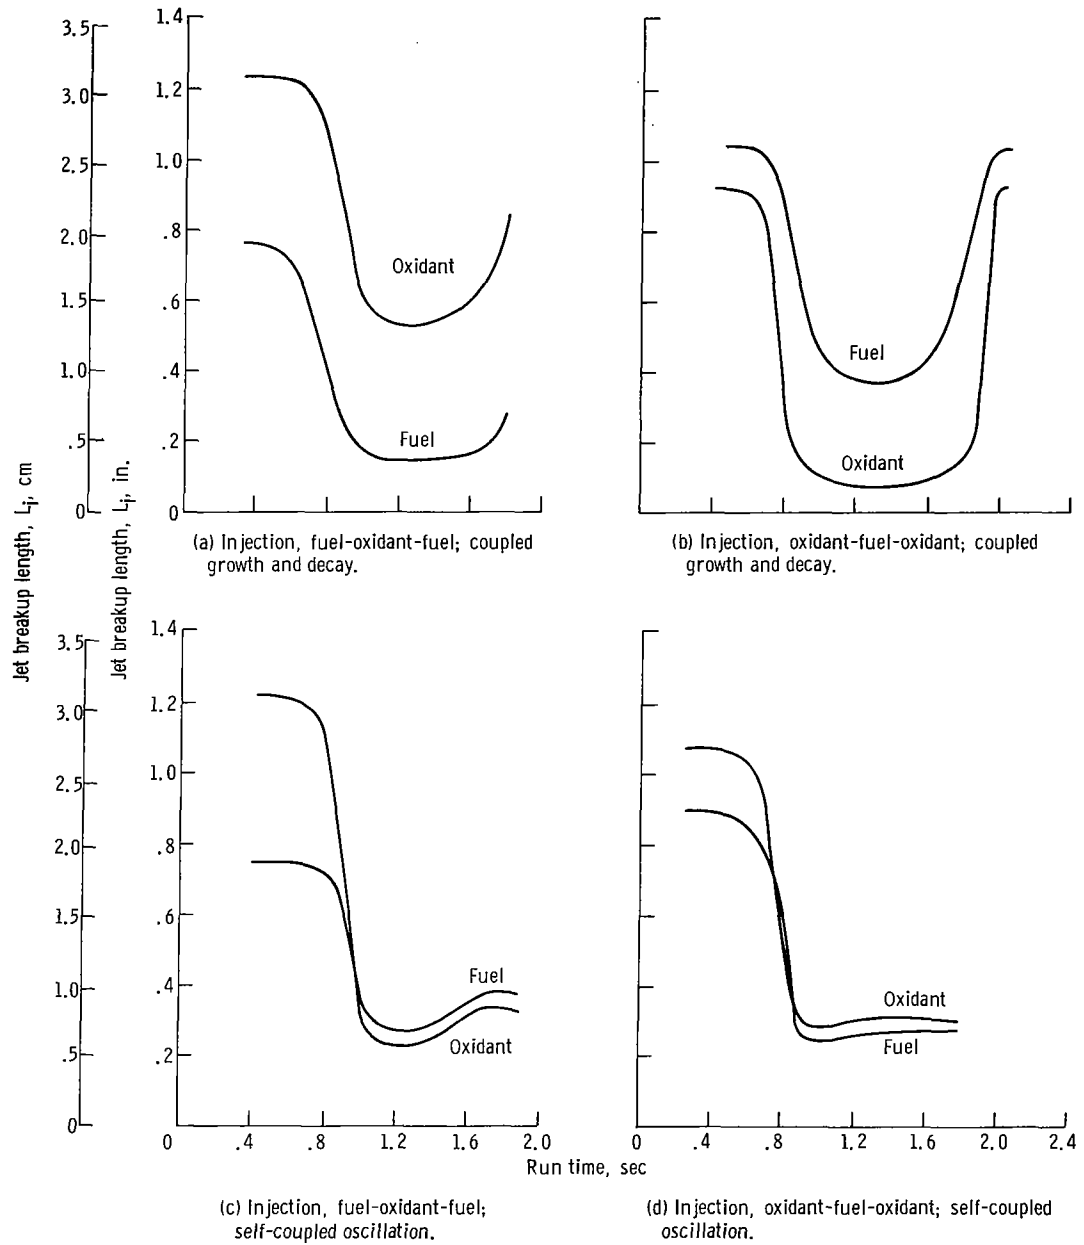 Jet breakup length, Lj, cm
Jet breakup length, Lj, in.
3.5
3.0
2.5
2.0
1.5
1.0
.5
0
1.4
1.2
1.0
.8
.6
.4
.2
0
Oxidant
Fuel
(a) Injection, fuel-oxidant-fuel; coupled
growth and decay.
Fuel
Oxidant
(b) Injection, oxidant-fuel-oxidant; coupled
growth and decay.
3.5
3.0
2.5
2.0
1.5
1.0
.5
0
1.4
1.2
1.0
.8
.6
.4
.2
Fuel
Oxidant
0 .4 .8 1.2 1.6 2.0
Oxidant
Fuel
0 .4 .8 1.2 1.6 2.0 2.4
Run time, sec
(c) Injection, fuel-oxidant-fuel;
self-coupled oscillation.
(d) Injection, oxidant-fuel-oxidant; self-coupled
oscillation.